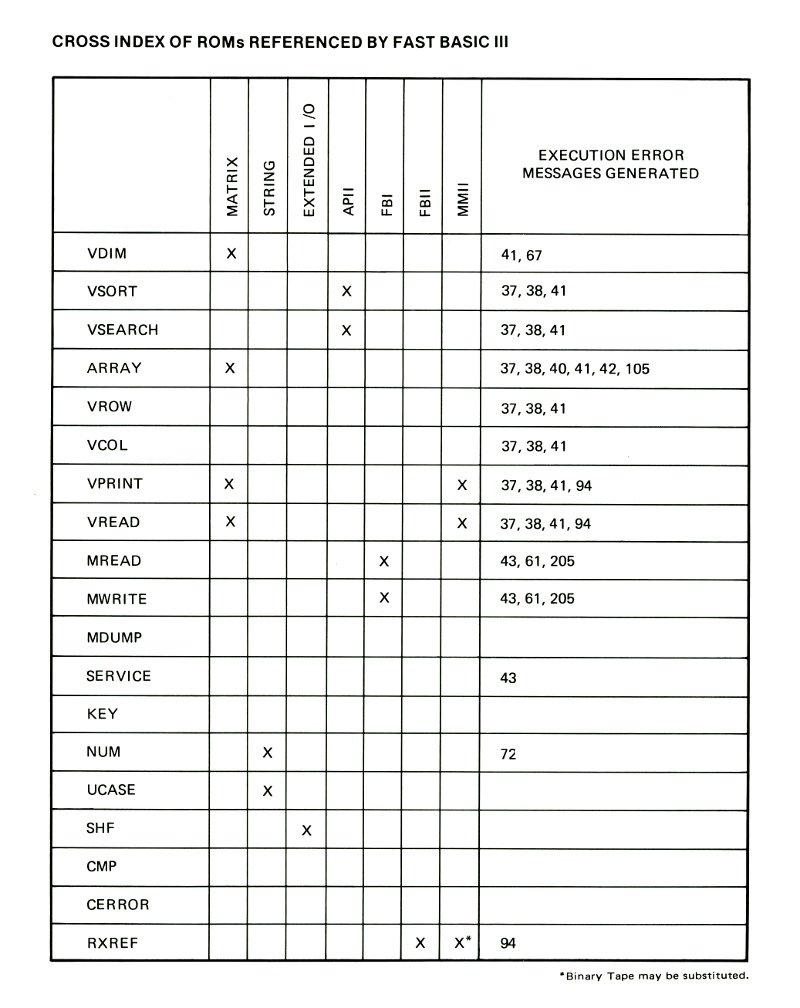 CROSS INDEX OF ROMs REFERENCED BY FAST BASIC III
MATRIX STRING EXTENDED I/O APII FBI FBII MMII EXECUTION ERROR
MESSAGES GENERATED
VDIM X 41, 67
VSORT X 37, 38, 41
VSEARCH X 37, 38, 41
ARRAY X 37, 38, 40, 41, 42, 105
VROW 37, 38, 41
VCOL 37, 38, 41
VPRINT X X 37, 38, 41, 94
VREAD X X 37, 38, 41, 94
MREAD X 43, 61, 205
MWRITE X 43, 61, 205
MDUMP
SERVICE 43
KEY
NUM X 72
UCASE X
SHF X
CMP
CERROR
RXREF X X* 94
*Binary Tape may be substituted.